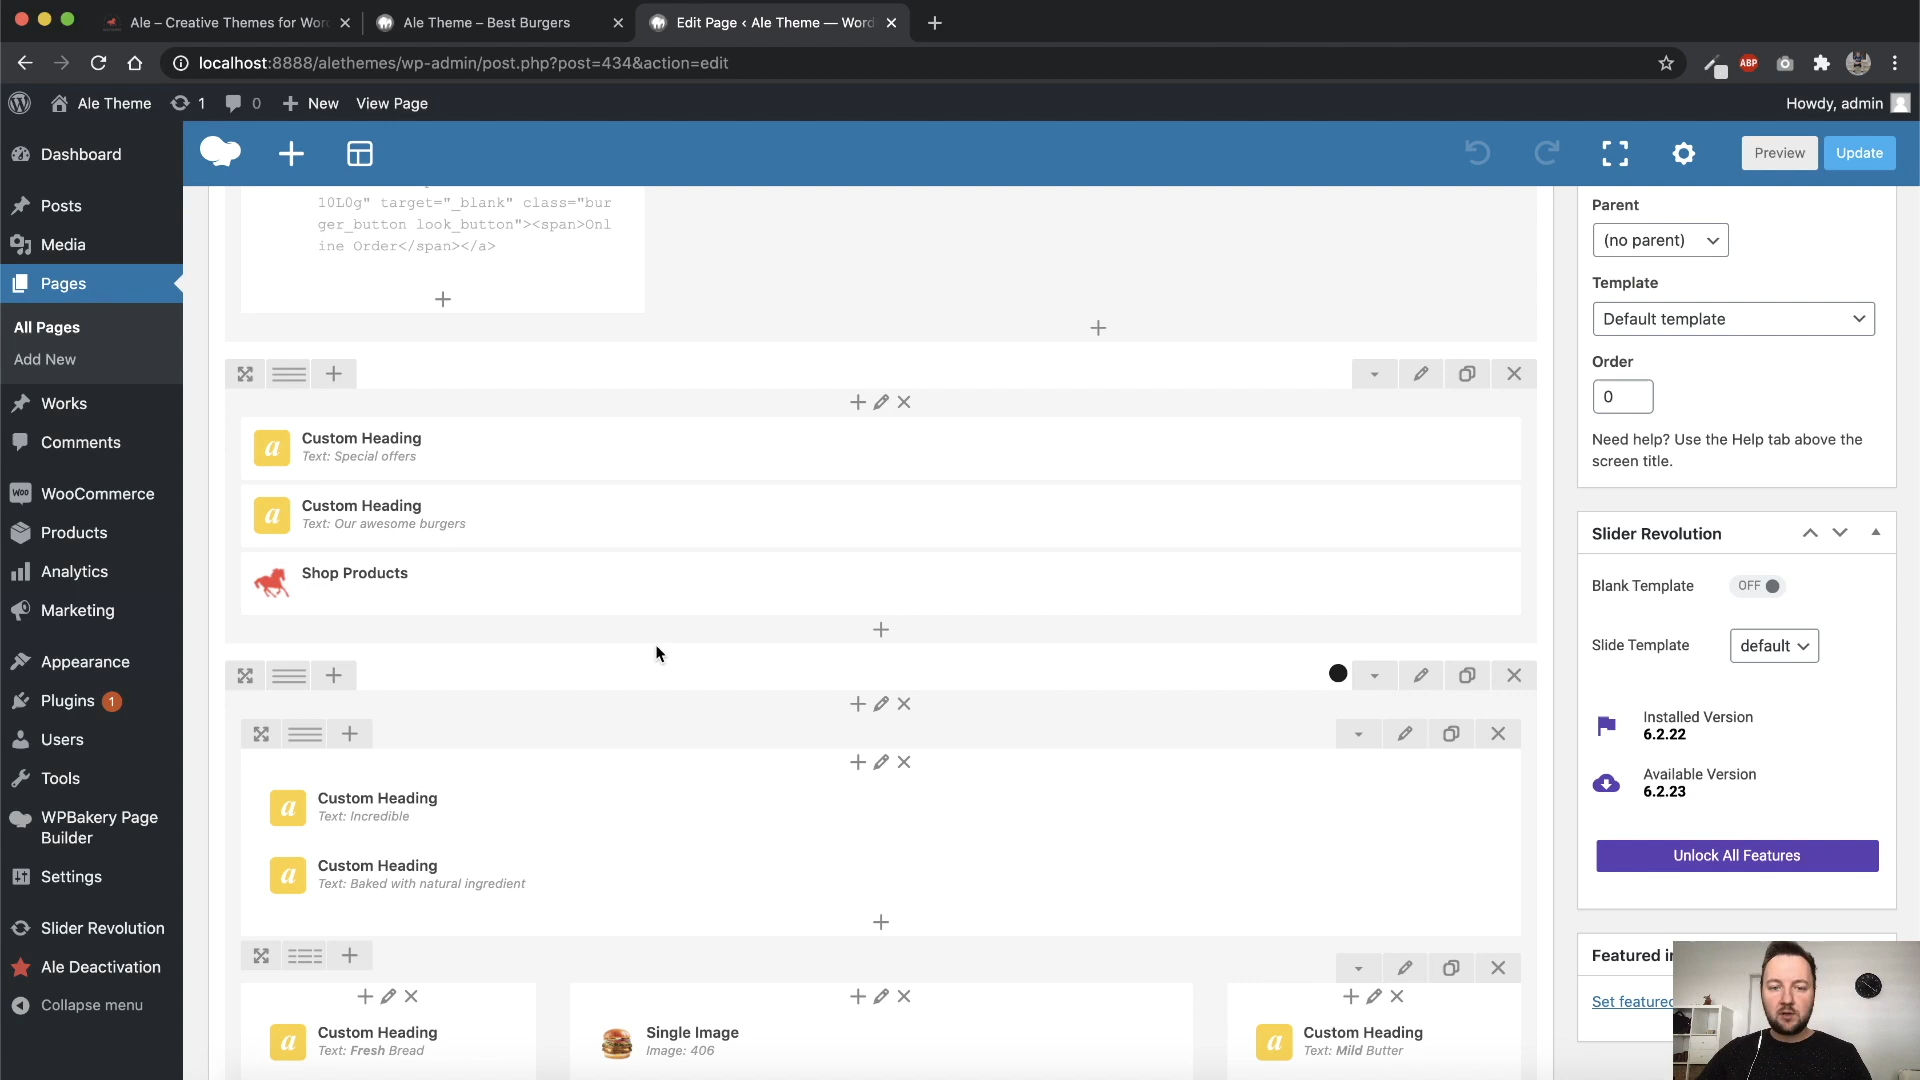 Ale – Creative Themes for Wor
Ale Theme – Best Burgers
Edit Page ‹ Ale Theme — Word
localhost:8888/alethemes/wp-admin/post.php?post=434&action=edit
ABP
Ale Theme
1
0
New
View Page
Howdy, admin
Dashboard
Posts
Media
Pages
All Pages
Add New
Works
Comments
WooCommerce
Products
Analytics
Marketing
Appearance
Plugins 1
Users
Tools
WPBakery Page
Builder
Settings
Slider Revolution
Ale Deactivation
Collapse menu
Preview
Update
10L0g" target="_blank" class="bur
ger_button look_button"><span>Onl
ine Order</span></a>
Custom Heading
Text: Special offers
Custom Heading
Text: Our awesome burgers
Shop Products
Custom Heading
Text: Incredible
Custom Heading
Text: Baked with natural ingredient
Custom Heading
Text: Fresh Bread
Single Image
Image: 406
Custom Heading
Text: Mild Butter
Parent
(no parent)
Template
Default template
Order
0
Need help? Use the Help tab above the
screen title.
Slider Revolution
Blank Template
OFF
Slide Template
default
Installed Version
6.2.22
Available Version
6.2.23
Unlock All Features
Featured i
Set featured